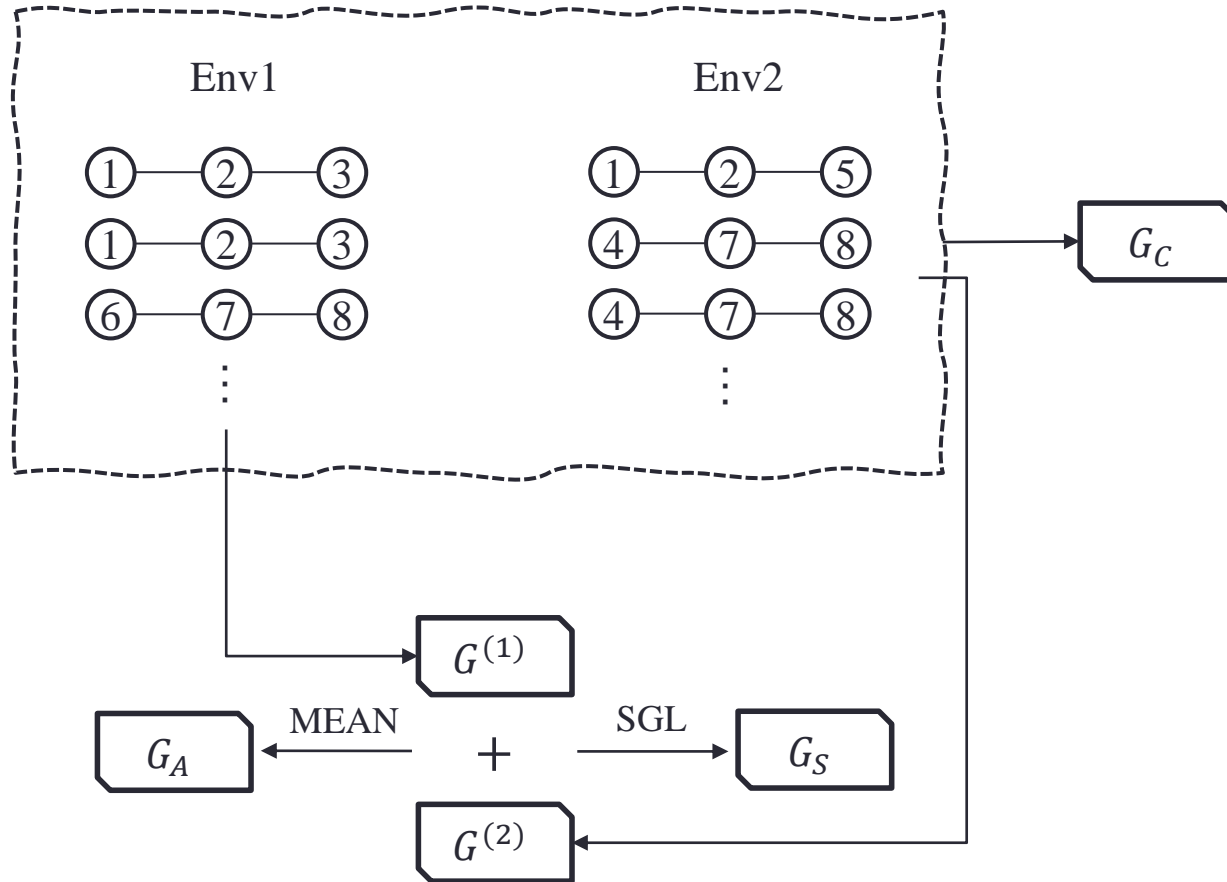 Env1 Env2
1 2 3 1 2 5
1 2 3 4 7 8
6 7 8 4 7 8
⋮ ⋮
G_C
G^(1)
MEAN SGL
G_A + G_S
G^(2)